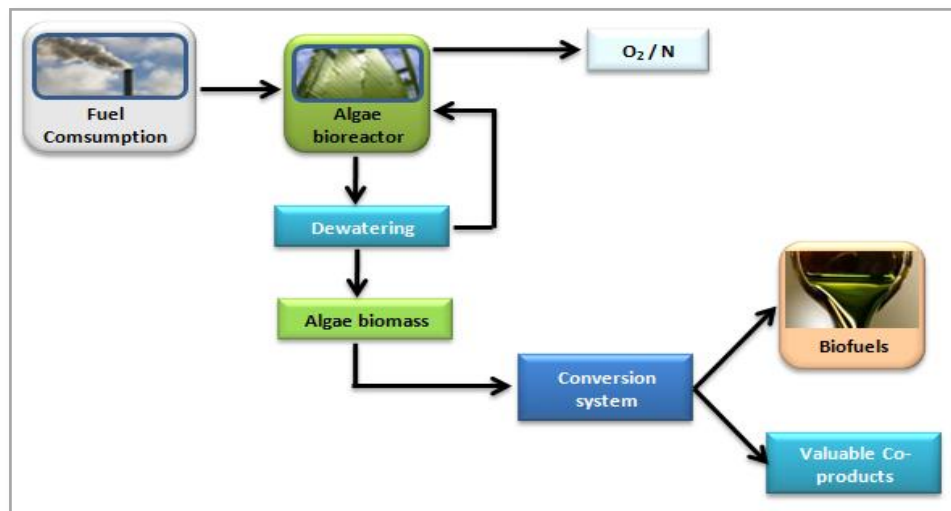 Fuel
Comsumption
Algae
bioreactor
O₂ / N
Dewatering
Algae biomass
Conversion
system
Biofuels
Valuable Co-
products